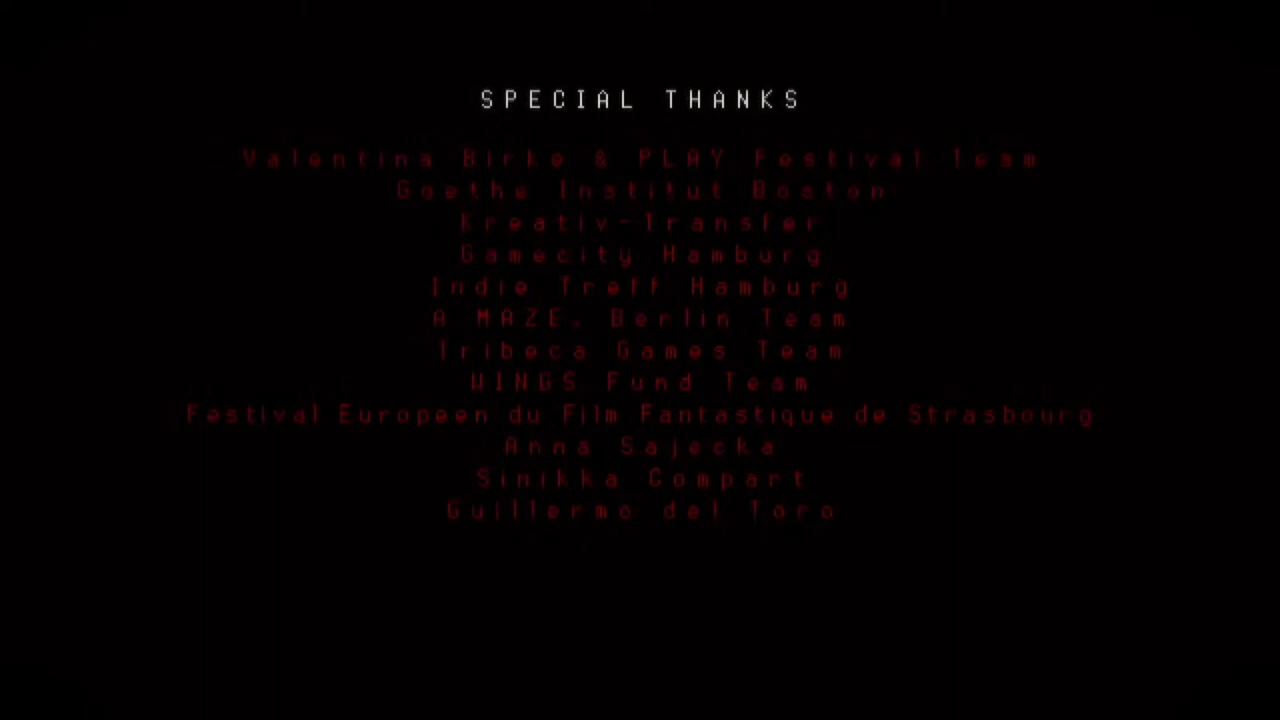 SPECIAL THANKS
Valentina Birke & PLAY Festival Team
Goethe Institut Boston
Kreativ-Transfer
Gamecity Hamburg
Indie Treff Hamburg
A MAZE. Berlin Team
Tribeca Games Team
WINGS Fund Team
Festival Europeen du Film Fantastique de Strasbourg
Anna Sajecka
Sinikka Compart
Guillermo del Toro